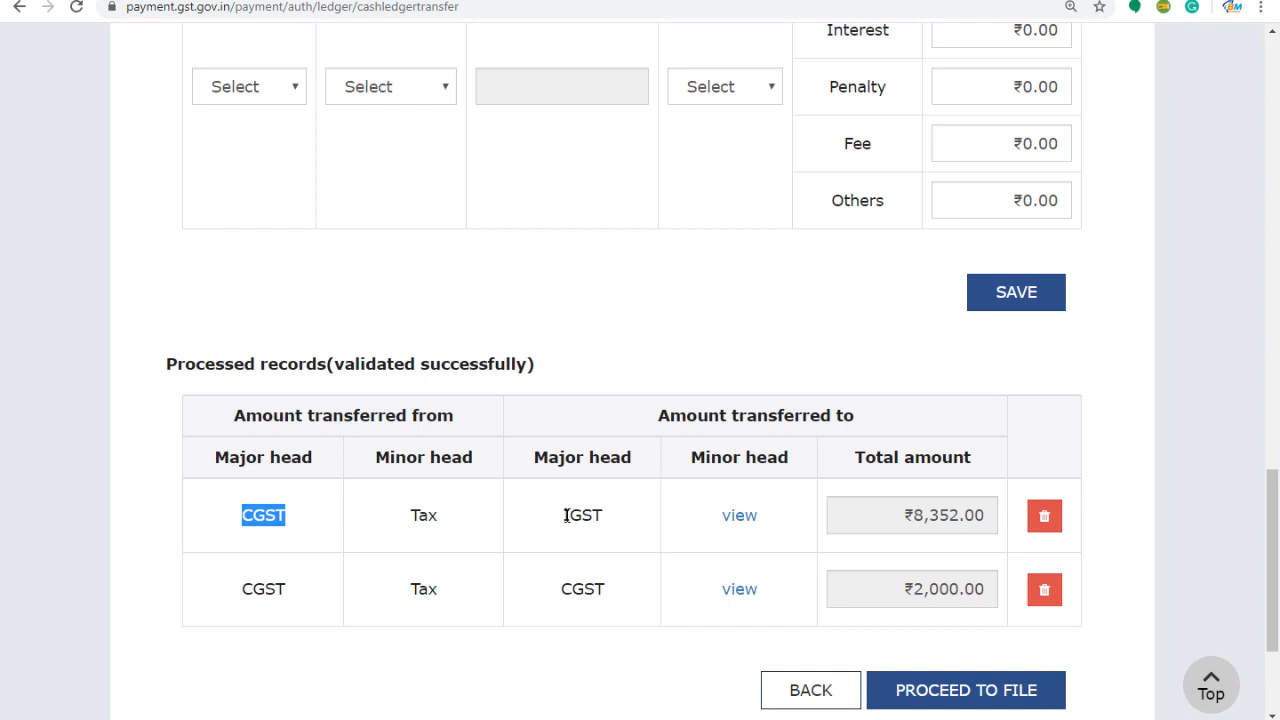 payment.gst.gov.in/payment/auth/ledger/cashledgertransfer
Interest ₹0.00
Select Select Select Penalty ₹0.00
Fee ₹0.00
Others ₹0.00
SAVE
Processed records(validated successfully)
Amount transferred from Amount transferred to
Major head Minor head Major head Minor head Total amount
CGST Tax IGST view ₹8,352.00
CGST Tax CGST view ₹2,000.00
BACK PROCEED TO FILE
Top